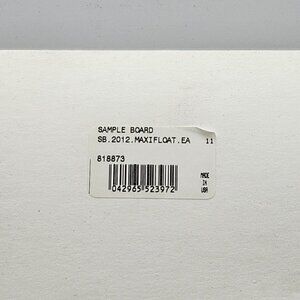 SAMPLE BOARD
SB.2012.MAXIFLOAT.EA 11
818873
MADE
IN
USA
042965 523972